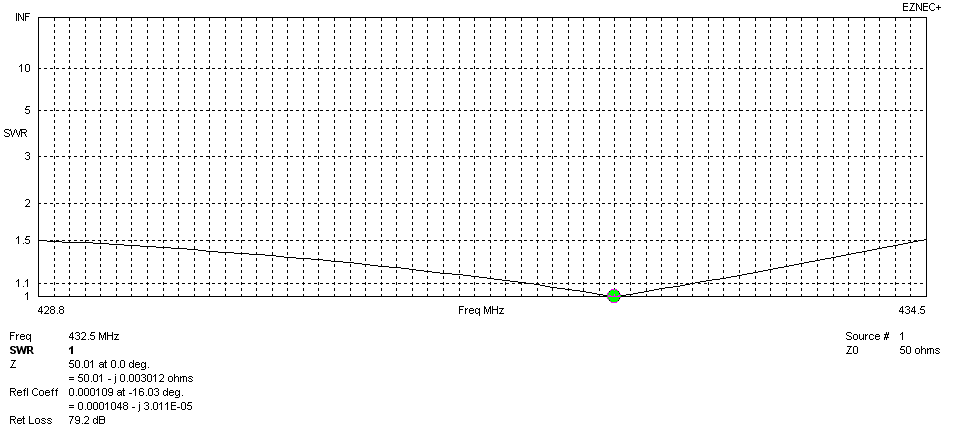 EZNEC+
INF
10
5
SWR
3
2
1.5
1.1
1
428.8 Freq MHz 434.5
Freq 432.5 MHz Source # 1
SWR 1 Z0 50 ohms
Z 50.01 at 0.0 deg.
= 50.01 - j 0.003012 ohms
Refl Coeff 0.000109 at -16.03 deg.
= 0.0001048 - j 3.011E-05
Ret Loss 79.2 dB